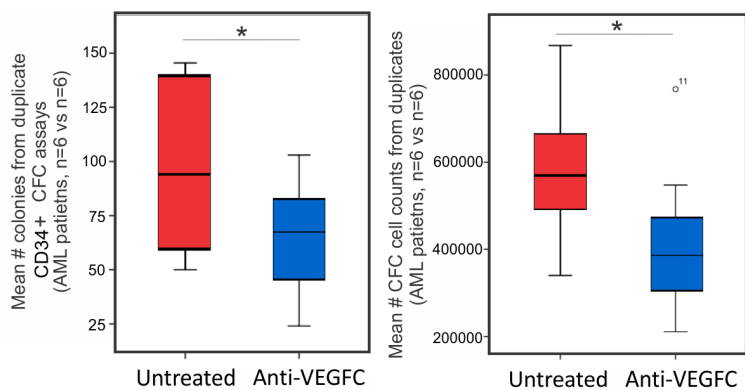 Mean # colonies from duplicate
CD34+ CFC assays
(AML patietns, n=6 vs n=6)
150
125
100
75
50
25
*
Untreated
Anti-VEGFC
Mean # CFC cell counts from duplicates
(AML patietns, n=6 vs n=6)
800000
600000
400000
200000
*
11
Untreated
Anti-VEGFC